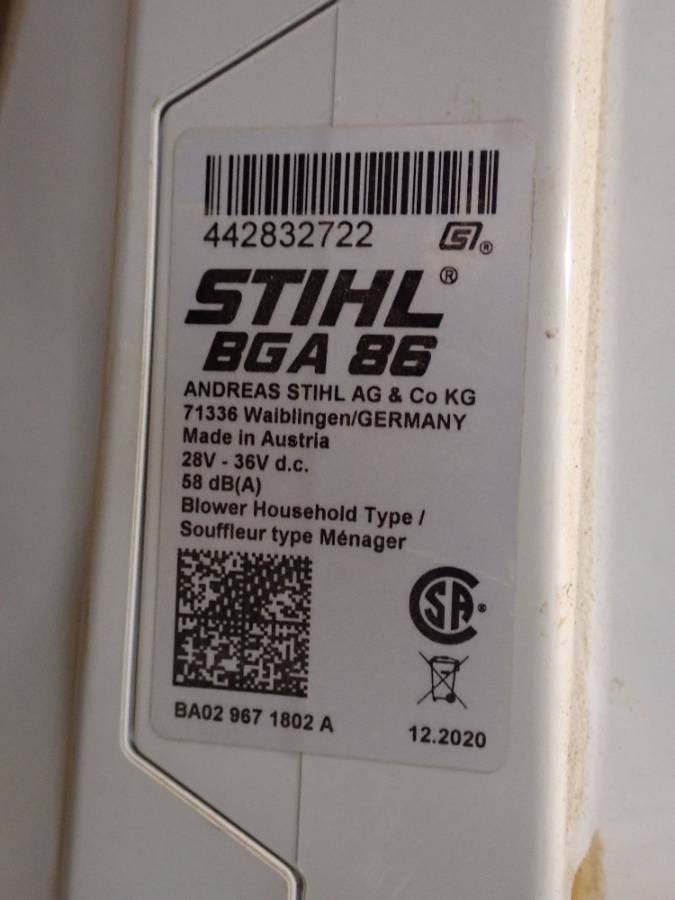 442832722
STIHL®
BGA 86
ANDREAS STIHL AG & Co KG
71336 Waiblingen/GERMANY
Made in Austria
28V - 36V d.c.
58 dB(A)
Blower Household Type /
Souffleur type Ménager
SA ®
BA02 967 1802 A
12.2020